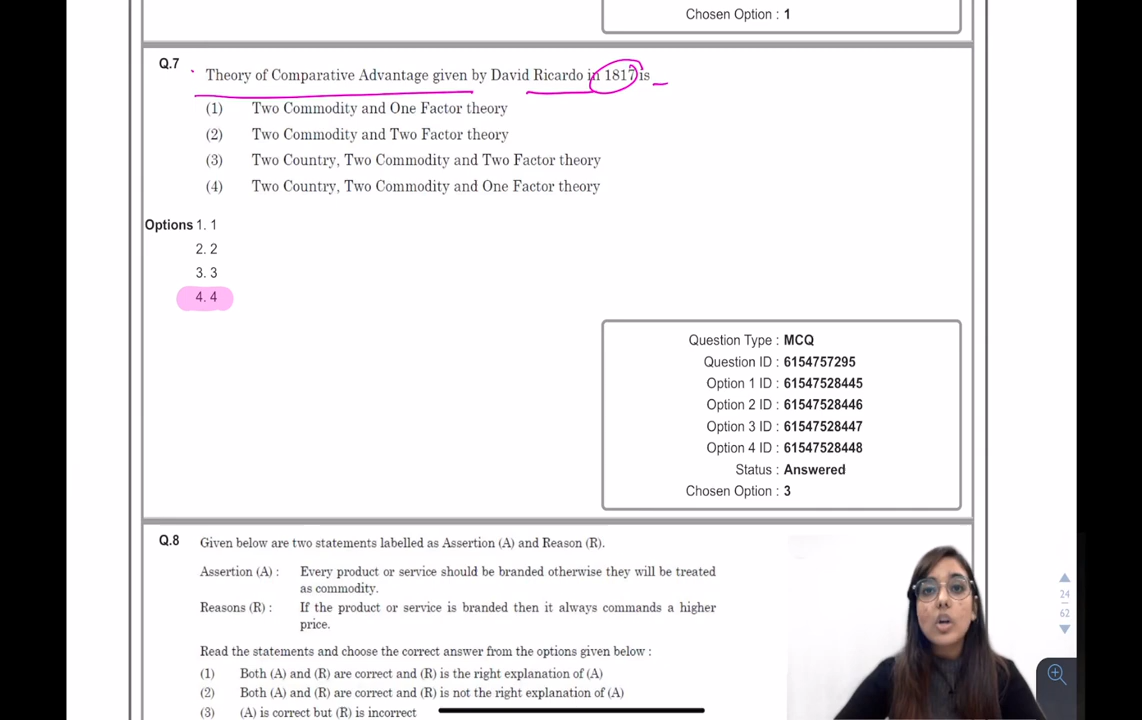 Chosen Option : 1
Q.7 Theory of Comparative Advantage given by David Ricardo in 1817 is
(1) Two Commodity and One Factor theory
(2) Two Commodity and Two Factor theory
(3) Two Country, Two Commodity and Two Factor theory
(4) Two Country, Two Commodity and One Factor theory
Options 1. 1
2. 2
3. 3
4. 4
Question Type : MCQ
Question ID : 6154757295
Option 1 ID : 61547528445
Option 2 ID : 61547528446
Option 3 ID : 61547528447
Option 4 ID : 61547528448
Status : Answered
Chosen Option : 3
Q.8 Given below are two statements labelled as Assertion (A) and Reason (R).
Assertion (A) : Every product or service should be branded otherwise they will be treated
as commodity.
Reasons (R) : If the product or service is branded then it always commands a higher
price.
Read the statements and choose the correct answer from the options given below :
(1) Both (A) and (R) are correct and (R) is the right explanation of (A)
(2) Both (A) and (R) are correct and (R) is not the right explanation of (A)
(3) (A) is correct but (R) is incorrect
24
62